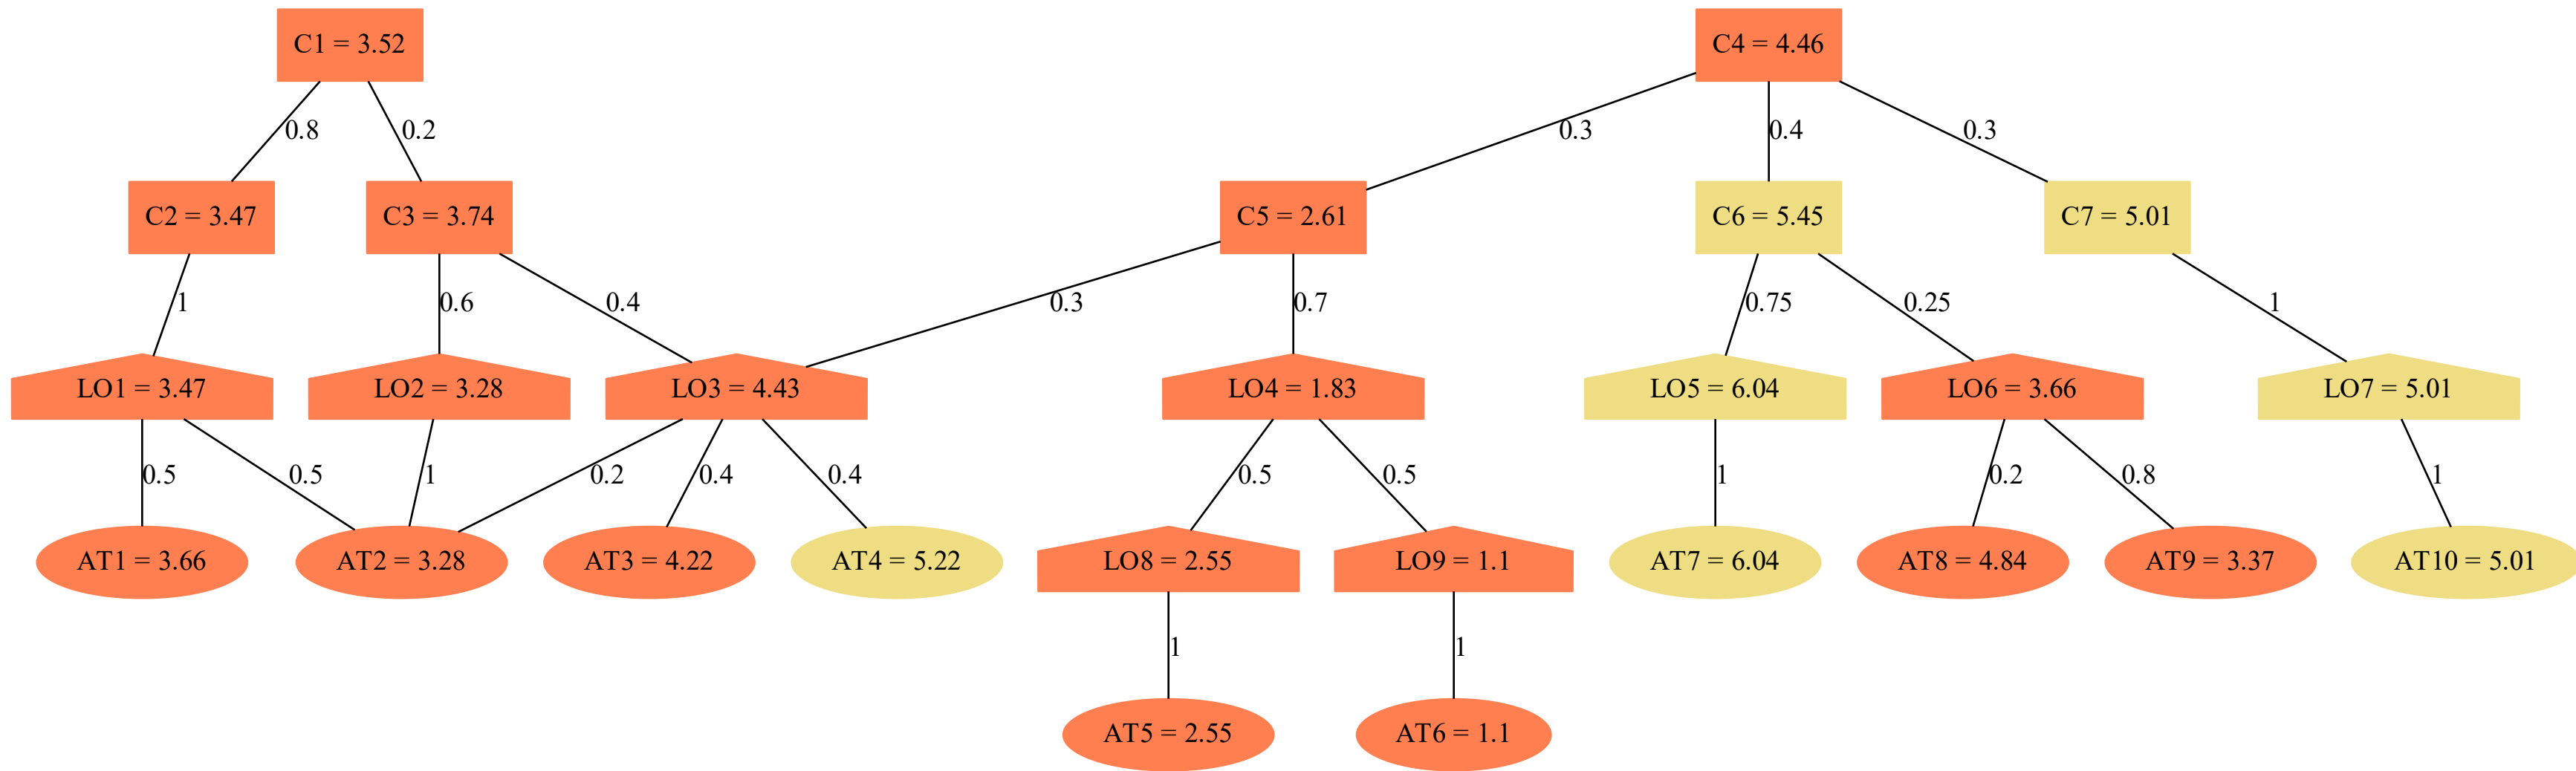 C1 = 3.52
C4 = 4.46
0.8
0.2
0.3
0.4
0.3
C2 = 3.47
C3 = 3.74
C5 = 2.61
C6 = 5.45
C7 = 5.01
1
0.6
0.4
0.3
0.7
0.75
0.25
1
LO1 = 3.47
LO2 = 3.28
LO3 = 4.43
LO4 = 1.83
LO5 = 6.04
LO6 = 3.66
LO7 = 5.01
0.5
0.5
1
0.2
0.4
0.4
0.5
0.5
1
0.2
0.8
1
AT1 = 3.66
AT2 = 3.28
AT3 = 4.22
AT4 = 5.22
LO8 = 2.55
LO9 = 1.1
AT7 = 6.04
AT8 = 4.84
AT9 = 3.37
AT10 = 5.01
1
1
AT5 = 2.55
AT6 = 1.1